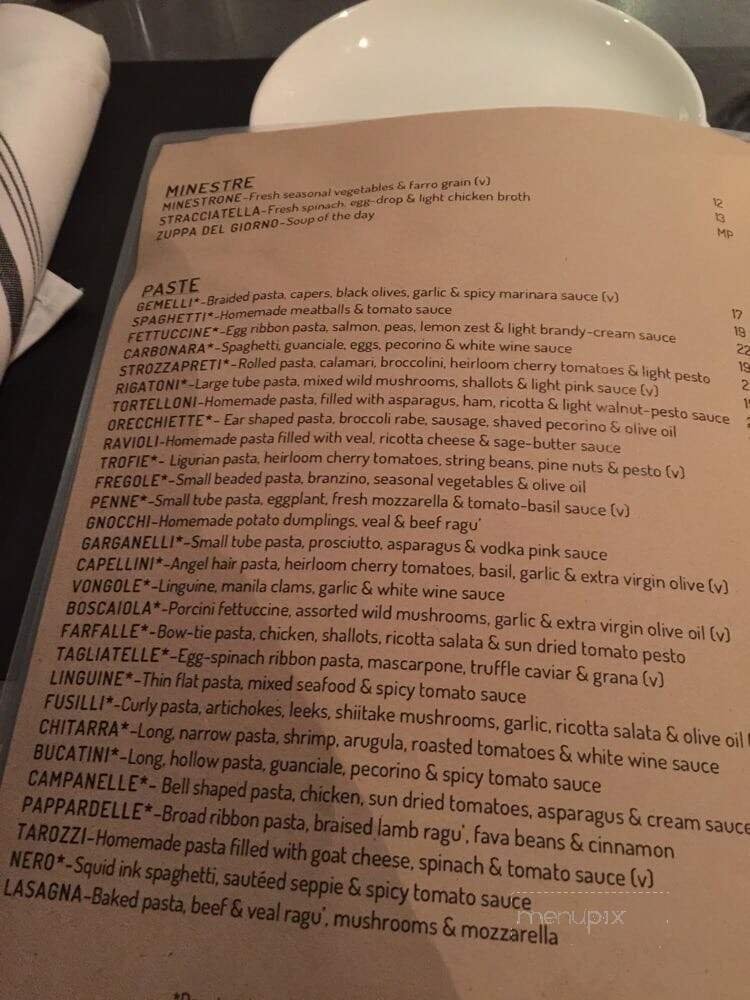 MINESTRE
MINESTRONE-Fresh seasonal vegetables & farro grain (v) 12
STRACCIATELLA-Fresh spinach, egg-drop & light chicken broth 13
ZUPPA DEL GIORNO-Soup of the day MP
PASTE
GEMELLI*-Braided pasta, capers, black olives, garlic & spicy marinara sauce (v) 17
SPAGHETTI*-Homemade meatballs & tomato sauce 19
FETTUCCINE*-Egg ribbon pasta, salmon, peas, lemon zest & light brandy-cream sauce 22
CARBONARA*-Spaghetti, guanciale, eggs, pecorino & white wine sauce 19
STROZZAPRETI*-Rolled pasta, calamari, broccolini, heirloom cherry tomatoes & light pesto
RIGATONI*-Large tube pasta, mixed wild mushrooms, shallots & light pink sauce (v)
TORTELLONI-Homemade pasta, filled with asparagus, ham, ricotta & light walnut-pesto sauce
ORECCHIETTE*- Ear shaped pasta, broccoli rabe, sausage, shaved pecorino & olive oil
RAVIOLI-Homemade pasta filled with veal, ricotta cheese & sage-butter sauce
TROFIE*- Ligurian pasta, heirloom cherry tomatoes, string beans, pine nuts & pesto (v)
FREGOLE*-Small beaded pasta, branzino, seasonal vegetables & olive oil
PENNE*-Small tube pasta, eggplant, fresh mozzarella & tomato-basil sauce (v)
GNOCCHI-Homemade potato dumplings, veal & beef ragu'
GARGANELLI*-Small tube pasta, prosciutto, asparagus & vodka pink sauce
CAPELLINI*-Angel hair pasta, heirloom cherry tomatoes, basil, garlic & extra virgin olive (v)
VONGOLE*-Linguine, manila clams, garlic & white wine sauce
BOSCAIOLA*-Porcini fettuccine, assorted wild mushrooms, garlic & extra virgin olive oil (v)
FARFALLE*-Bow-tie pasta, chicken, shallots, ricotta salata & sun dried tomato pesto
TAGLIATELLE*-Egg-spinach ribbon pasta, mascarpone, truffle caviar & grana (v)
LINGUINE*-Thin flat pasta, mixed seafood & spicy tomato sauce
FUSILLI*-Curly pasta, artichokes, leeks, shiitake mushrooms, garlic, ricotta salata & olive oil
CHITARRA*-Long, narrow pasta, shrimp, arugula, roasted tomatoes & white wine sauce
BUCATINI*-Long, hollow pasta, guanciale, pecorino & spicy tomato sauce
CAMPANELLE*- Bell shaped pasta, chicken, sun dried tomatoes, asparagus & cream sauce
PAPPARDELLE*-Broad ribbon pasta, braised lamb ragu', fava beans & cinnamon
TAROZZI-Homemade pasta filled with goat cheese, spinach & tomato sauce (v)
NERO*-Squid ink spaghetti, sautéed seppie & spicy tomato sauce
LASAGNA-Baked pasta, beef & veal ragu', mushrooms & mozzarella
menupix